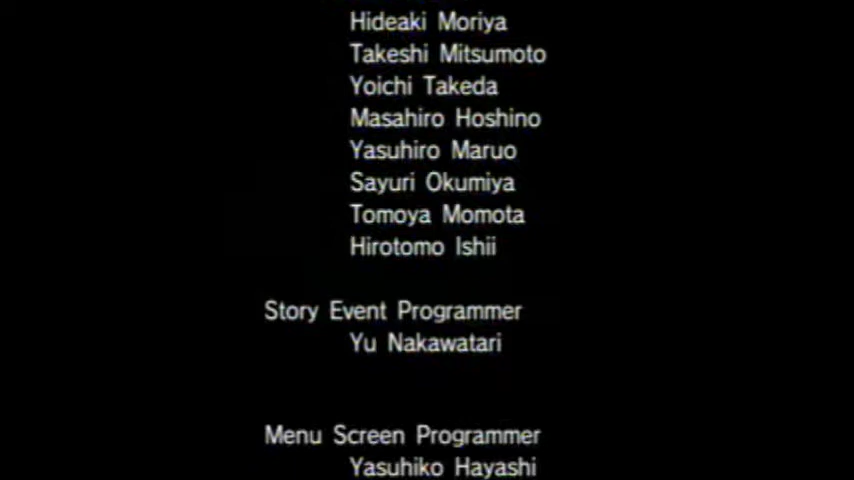 Hideaki Moriya
Takeshi Mitsumoto
Yoichi Takeda
Masahiro Hoshino
Yasuhiro Maruo
Sayuri Okumiya
Tomoya Momota
Hirotomo Ishii
Story Event Programmer
Yu Nakawatari
Menu Screen Programmer
Yasuhiko Hayashi